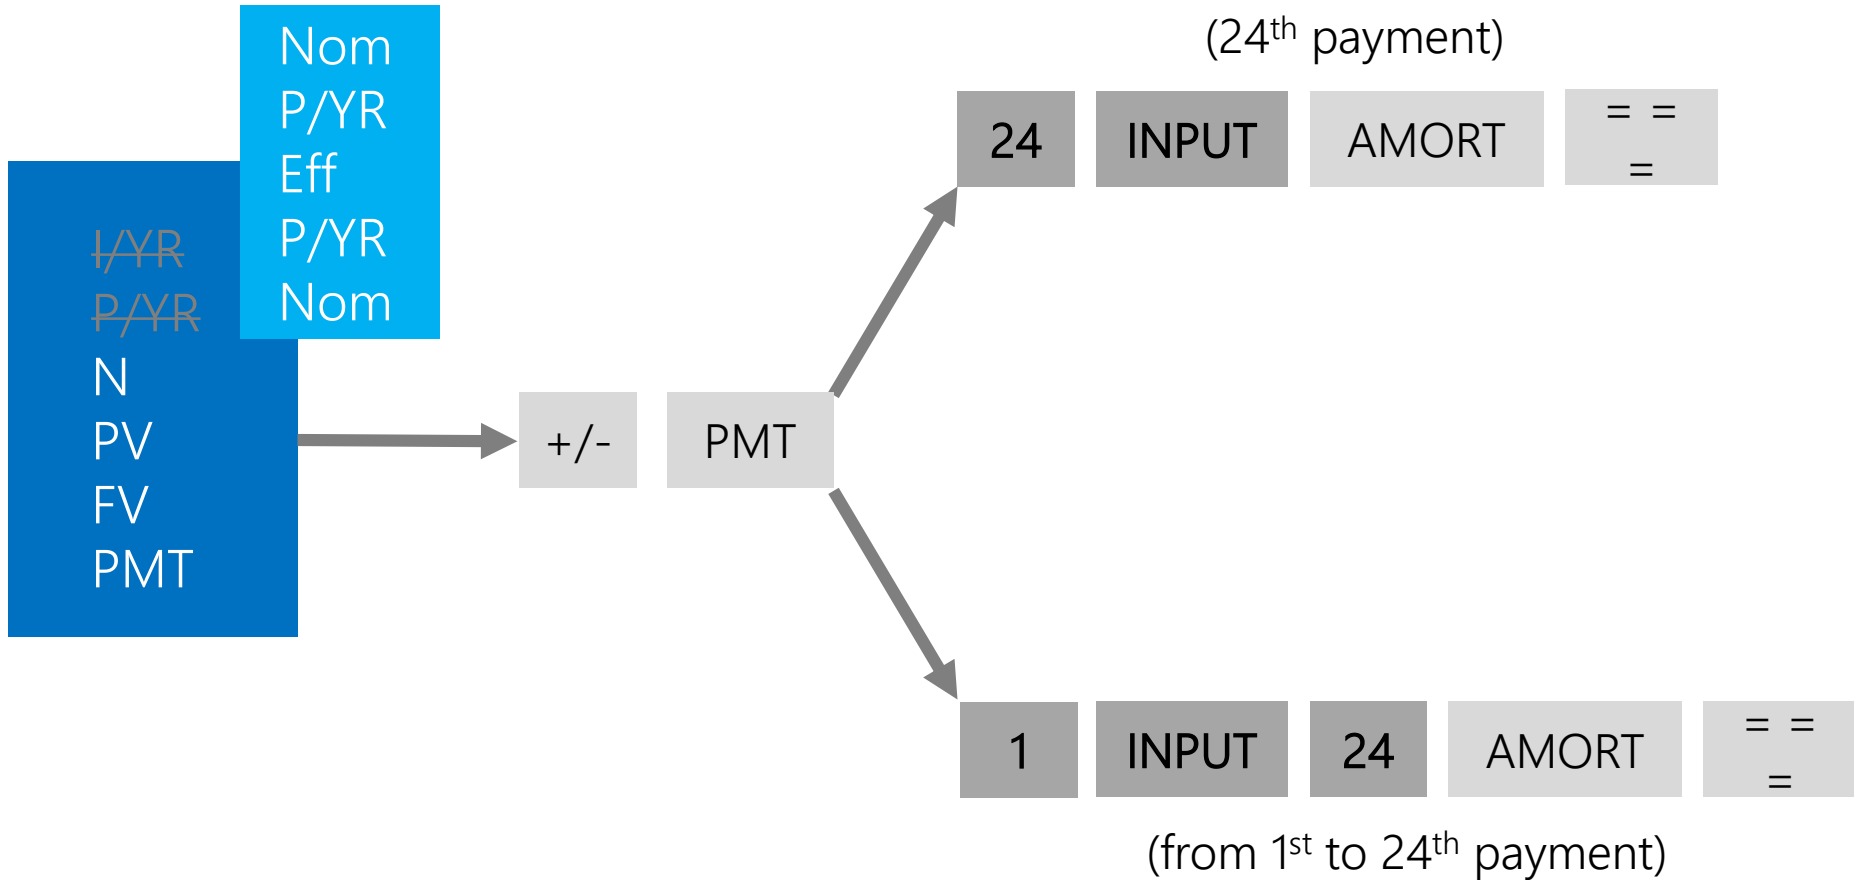 Nom
P/YR
Eff
P/YR
Nom
I/YR
P/YR
N
PV
FV
PMT
+/-
PMT
(24th payment)
24
INPUT
AMORT
= =
=
1
INPUT
24
AMORT
= =
=
(from 1st to 24th payment)